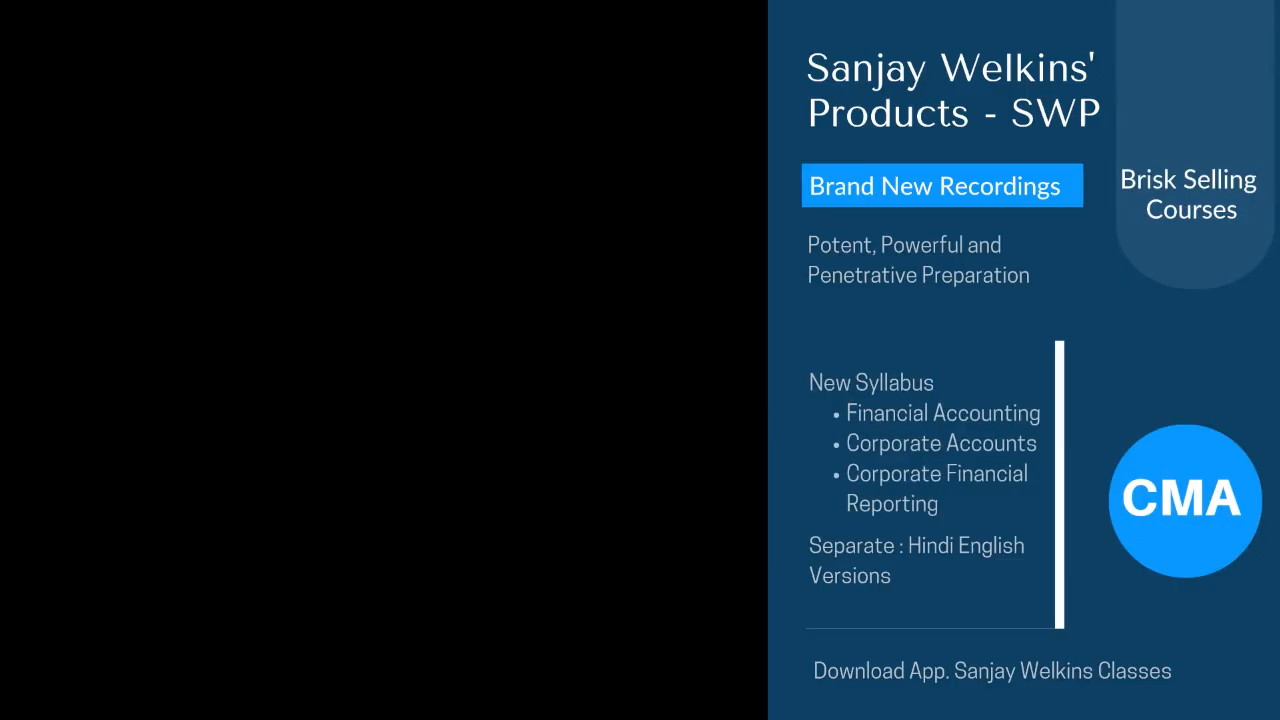 Sanjay Welkins'
Products - SWP
Brand New Recordings
Brisk Selling
Courses
Potent, Powerful and
Penetrative Preparation
New Syllabus
• Financial Accounting
• Corporate Accounts
• Corporate Financial
Reporting
Separate : Hindi English
Versions
CMA
Download App. Sanjay Welkins Classes